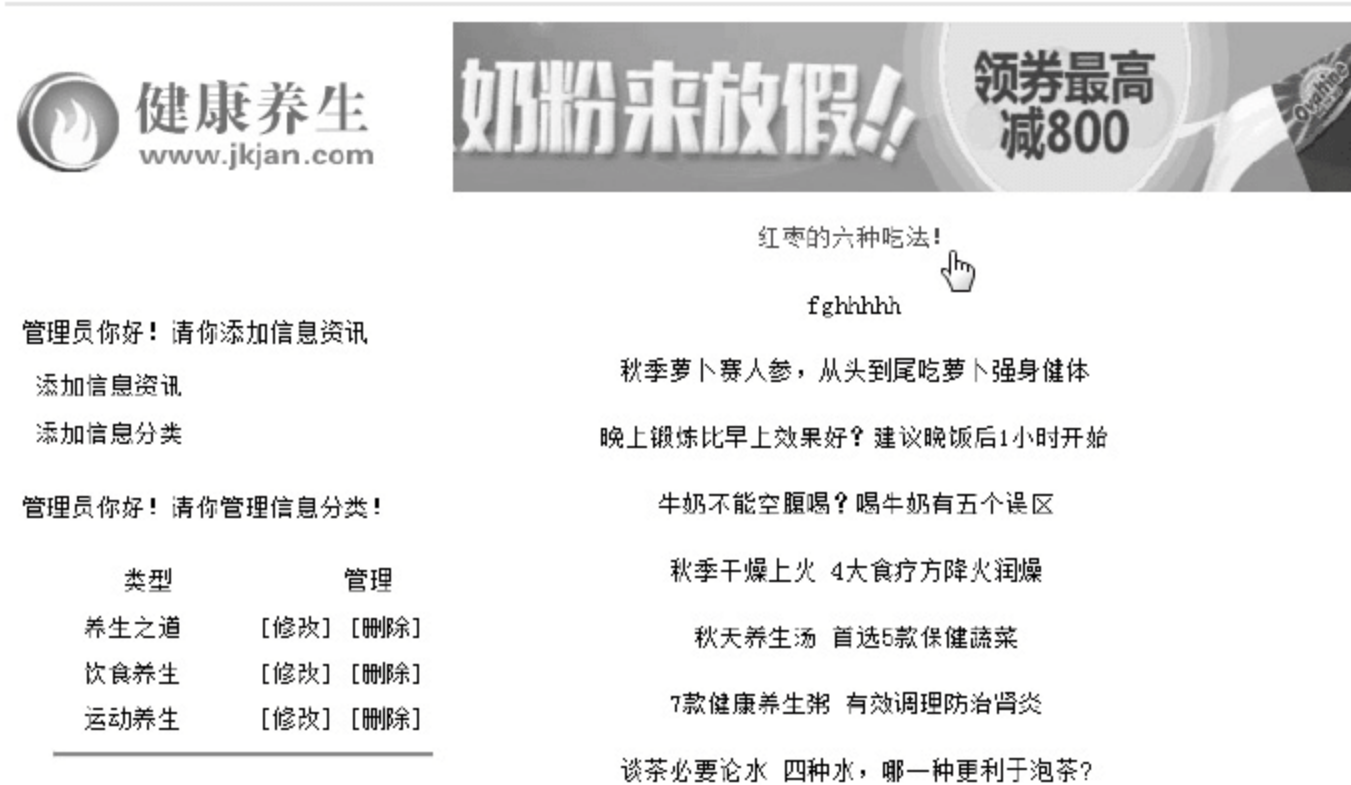 健康养生
www.jkjan.com
奶粉来放假!!
领券最高
减800
Ovaltine
管理员你好!请你添加信息资讯
添加信息资讯
添加信息分类
管理员你好!请你管理信息分类!
类型 管理
养生之道 [修改] [删除]
饮食养生 [修改] [删除]
运动养生 [修改] [删除]
红枣的六种吃法!
fghhhhh
秋季萝卜赛人参,从头到尾吃萝卜强身健体
晚上锻炼比早上效果好?建议晚饭后1小时开始
牛奶不能空腹喝?喝牛奶有五个误区
秋季干燥上火 4大食疗方降火润燥
秋天养生汤 首选5款保健蔬菜
7款健康养生粥 有效调理防治肾炎
谈茶必要论水 四种水,哪一种更利于泡茶?